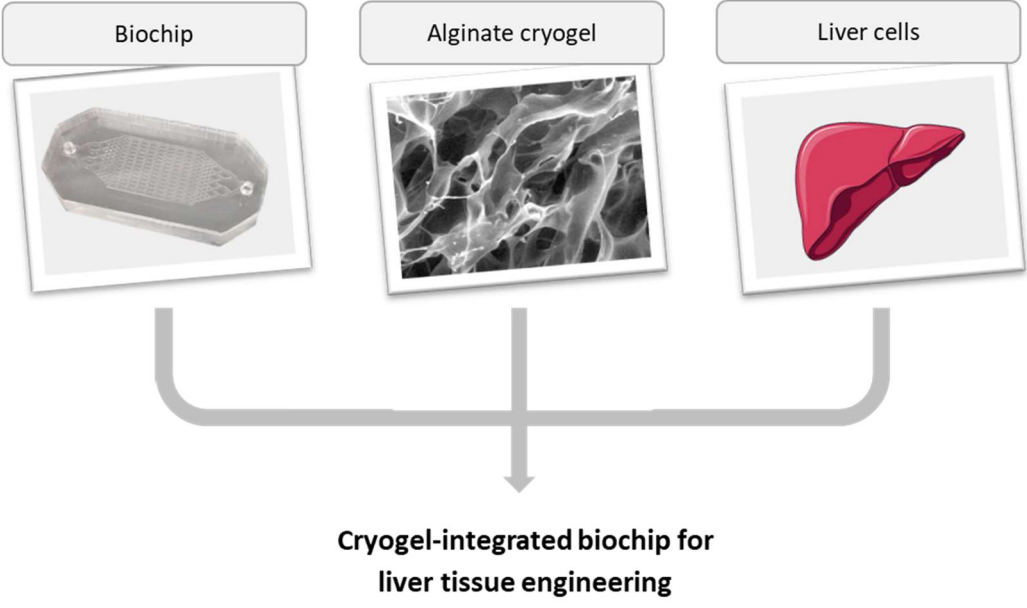 Biochip
Alginate cryogel
Liver cells
Cryogel-integrated biochip for
liver tissue engineering